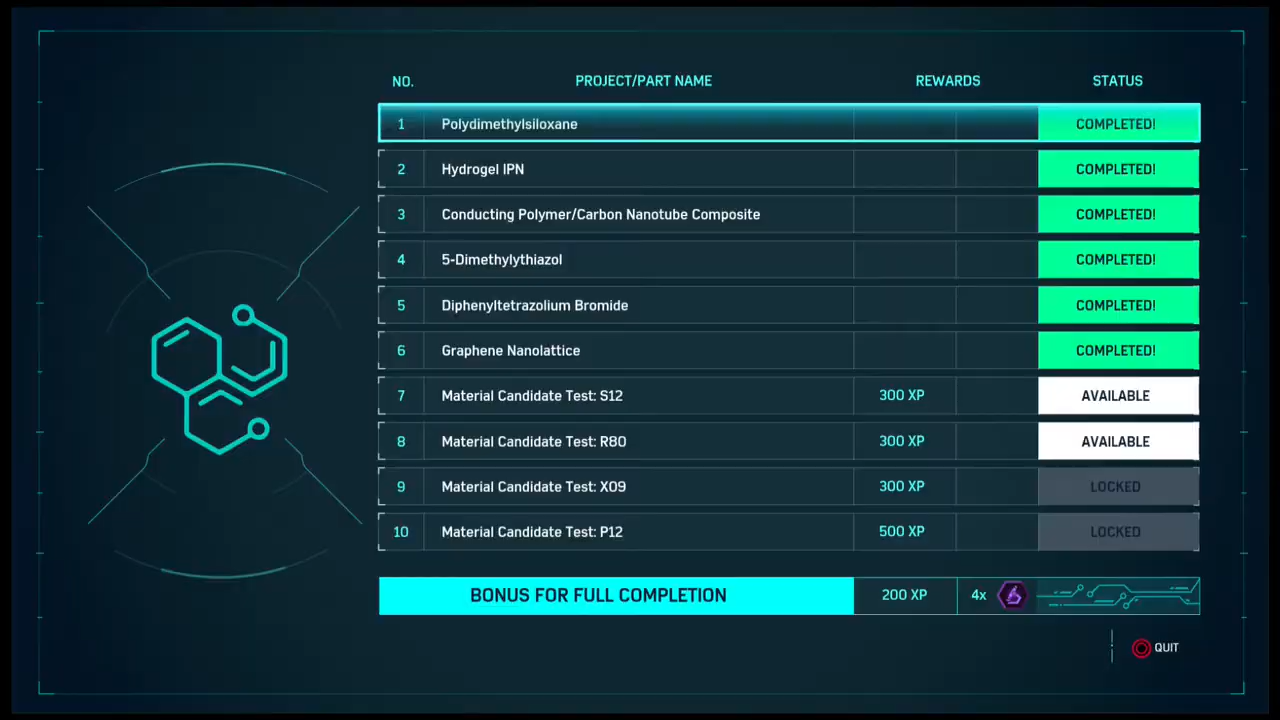 NO. PROJECT/PART NAME REWARDS STATUS
1 Polydimethylsiloxane COMPLETED!
2 Hydrogel IPN COMPLETED!
3 Conducting Polymer/Carbon Nanotube Composite COMPLETED!
4 5-Dimethylythiazol COMPLETED!
5 Diphenyltetrazolium Bromide COMPLETED!
6 Graphene Nanolattice COMPLETED!
7 Material Candidate Test: S12 300 XP AVAILABLE
8 Material Candidate Test: R80 300 XP AVAILABLE
9 Material Candidate Test: X09 300 XP LOCKED
10 Material Candidate Test: P12 500 XP LOCKED
BONUS FOR FULL COMPLETION 200 XP 4x
QUIT